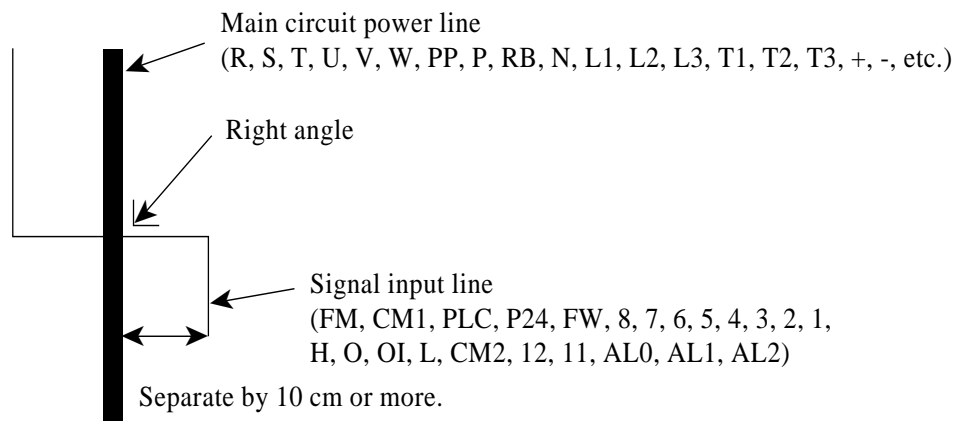 Main circuit power line
(R, S, T, U, V, W, PP, P, RB, N, L1, L2, L3, T1, T2, T3, +, -, etc.)
Right angle
Signal input line
(FM, CM1, PLC, P24, FW, 8, 7, 6, 5, 4, 3, 2, 1,
H, O, OI, L, CM2, 12, 11, AL0, AL1, AL2)
Separate by 10 cm or more.